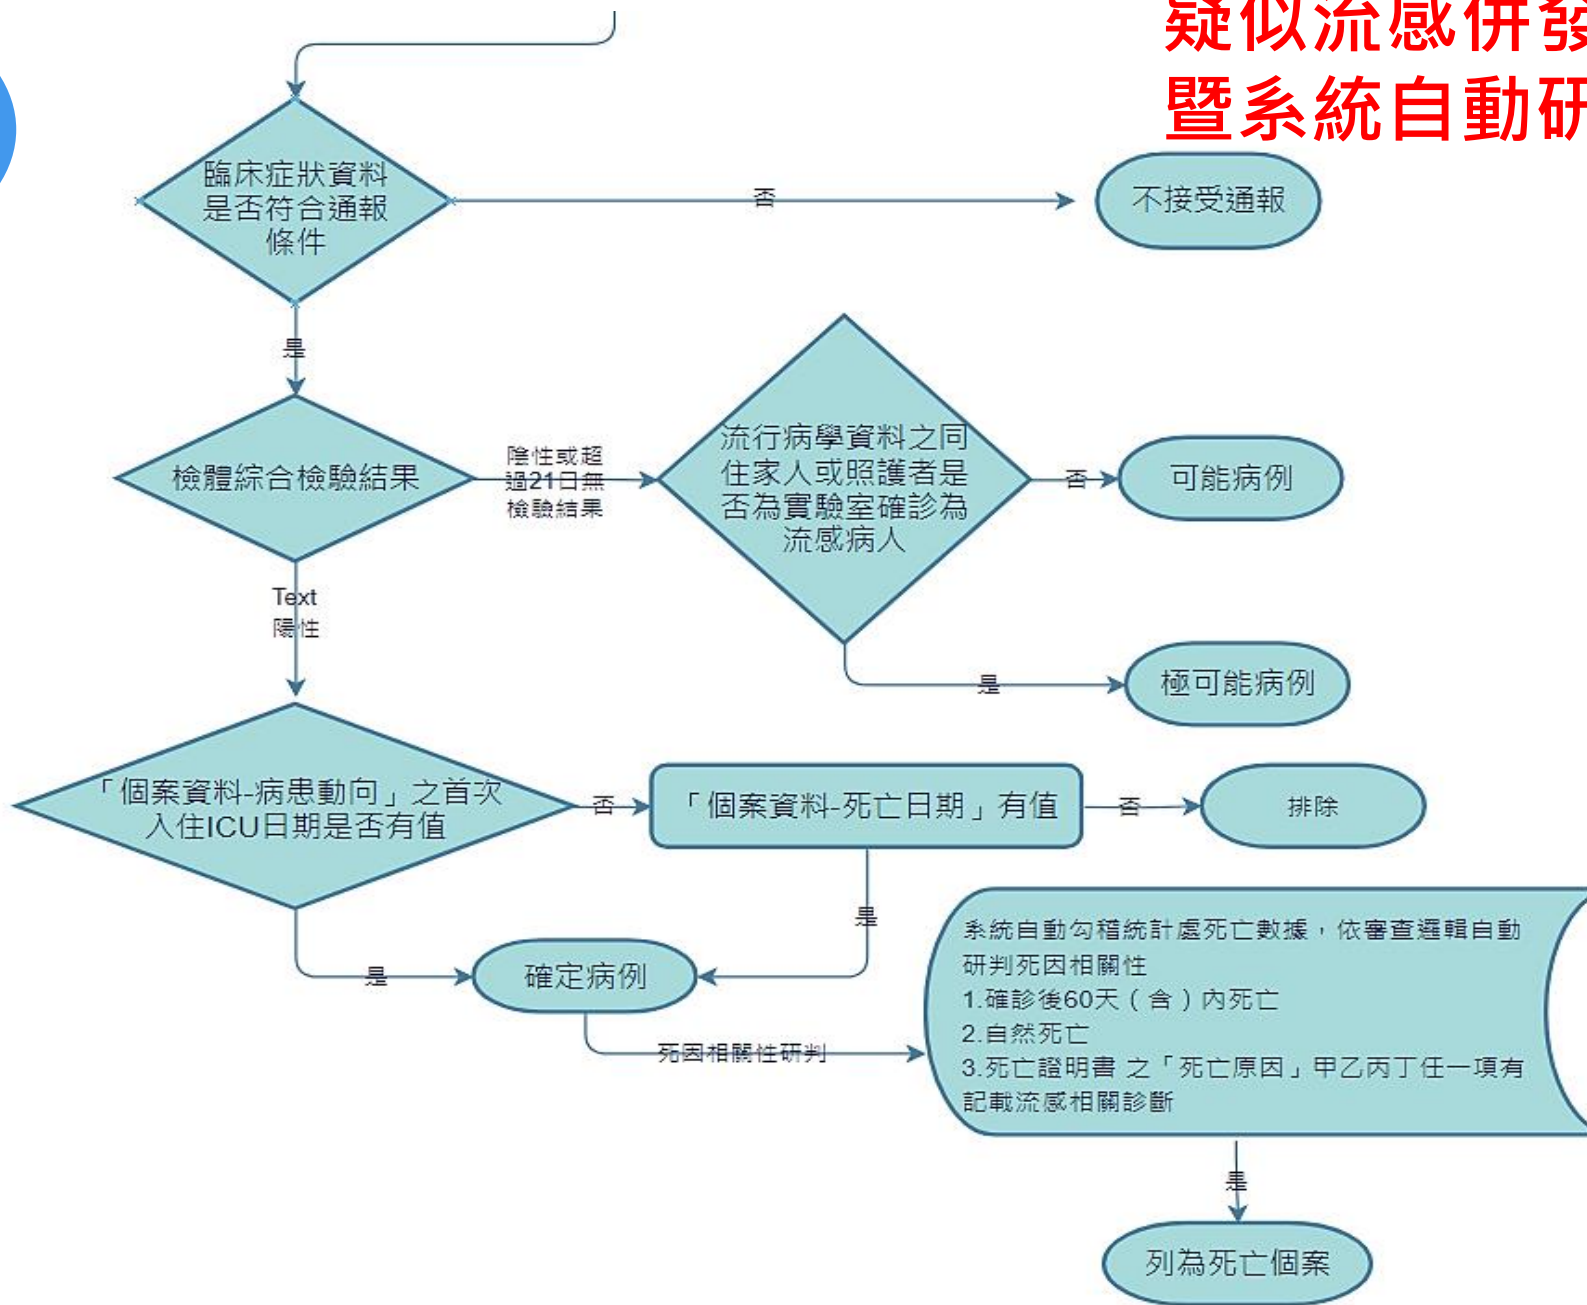 疑似流感併發
暨系統自動研
臨床症狀資料
是否符合通報
條件
否
不接受通報
是
檢體綜合檢驗結果
陰性或超
過21日無
檢驗結果
流行病學資料之同
住家人或照護者是
否為實驗室確診為
流感病人
否
可能病例
Text
陽性
是
極可能病例
「個案資料-病患動向」之首次
入住ICU日期是否有值
否
「個案資料-死亡日期」有值
否
排除
是
是
確定病例
死因相關性研判
系統自動勾稽統計處死亡數據，依審查邏輯自動
研判死因相關性
1.確診後60天（含）內死亡
2.自然死亡
3.死亡證明書 之「死亡原因」甲乙丙丁任一項有
記載流感相關診斷
是
列為死亡個案